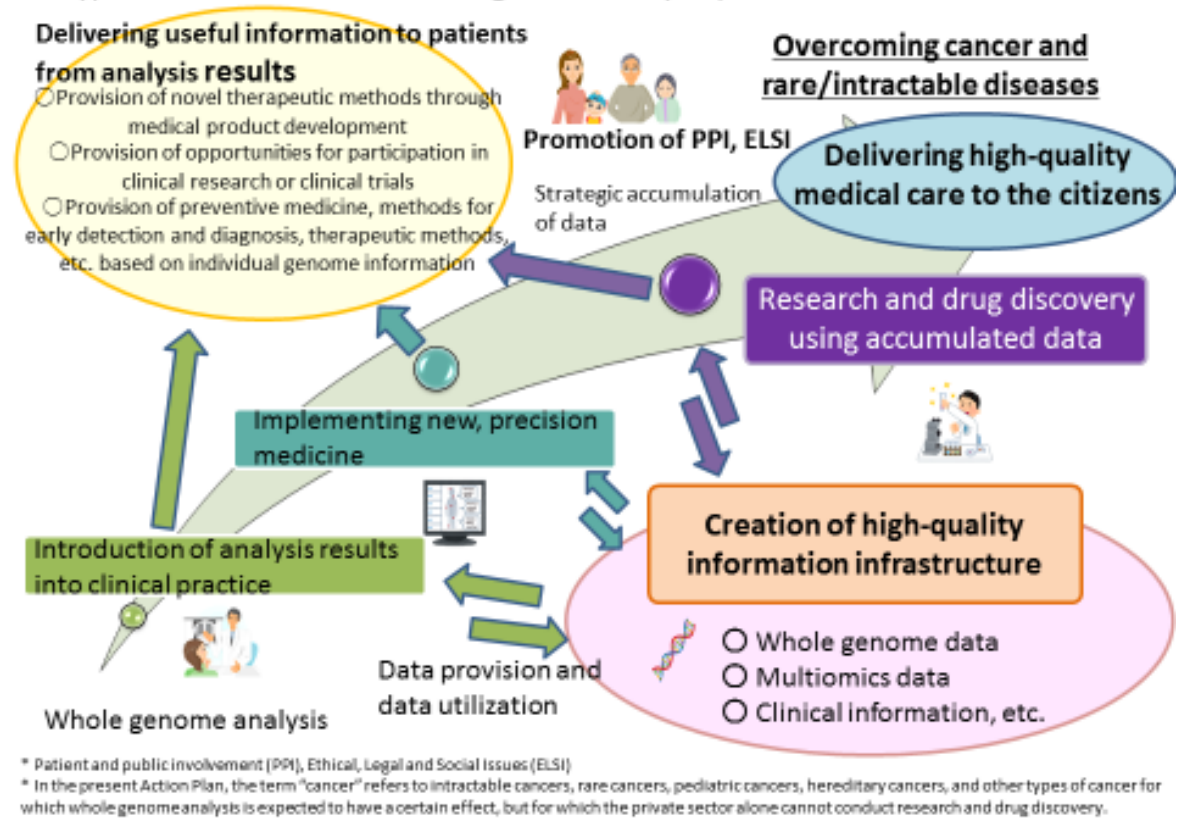 Delivering useful information to patients
from analysis results
○Provision of novel therapeutic methods through
medical product development
○Provision of opportunities for participation in
clinical research or clinical trials
○Provision of preventive medicine, methods for
early detection and diagnosis, therapeutic methods,
etc. based on individual genome information
Overcoming cancer and
rare/intractable diseases
Promotion of PPI, ELSI
Delivering high-quality
medical care to the citizens
Strategic accumulation
of data
Research and drug discovery
using accumulated data
Implementing new, precision
medicine
Introduction of analysis results
into clinical practice
Creation of high-quality
information infrastructure
○ Whole genome data
○ Multiomics data
○ Clinical information, etc.
Data provision and
data utilization
Whole genome analysis
* Patient and public involvement (PPI), Ethical, Legal and Social Issues (ELSI)
* In the present Action Plan, the term "cancer" refers to intractable cancers, rare cancers, pediatric cancers, hereditary cancers, and other types of cancer for
which whole genome analysis is expected to have a certain effect, but for which the private sector alone cannot conduct research and drug discovery.